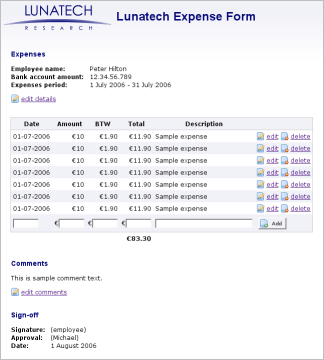 LUNATECH
RESEARCH
Lunatech Expense Form
Expenses
Employee name: Peter Hilton
Bank account amount: 12.34.56.789
Expenses period: 1 July 2006 - 31 July 2006
edit details
Date Amount BTW Total Description
01-07-2006 €10 €1.90 €11.90 Sample expense edit delete
01-07-2006 €10 €1.90 €11.90 Sample expense edit delete
01-07-2006 €10 €1.90 €11.90 Sample expense edit delete
01-07-2006 €10 €1.90 €11.90 Sample expense edit delete
01-07-2006 €10 €1.90 €11.90 Sample expense edit delete
01-07-2006 €10 €1.90 €11.90 Sample expense edit delete
01-07-2006 €10 €1.90 €11.90 Sample expense edit delete
€ € € Add
€83.30
Comments
This is sample comment text.
edit comments
Sign-off
Signature: (employee)
Approval: (Michael)
Date: 1 August 2006